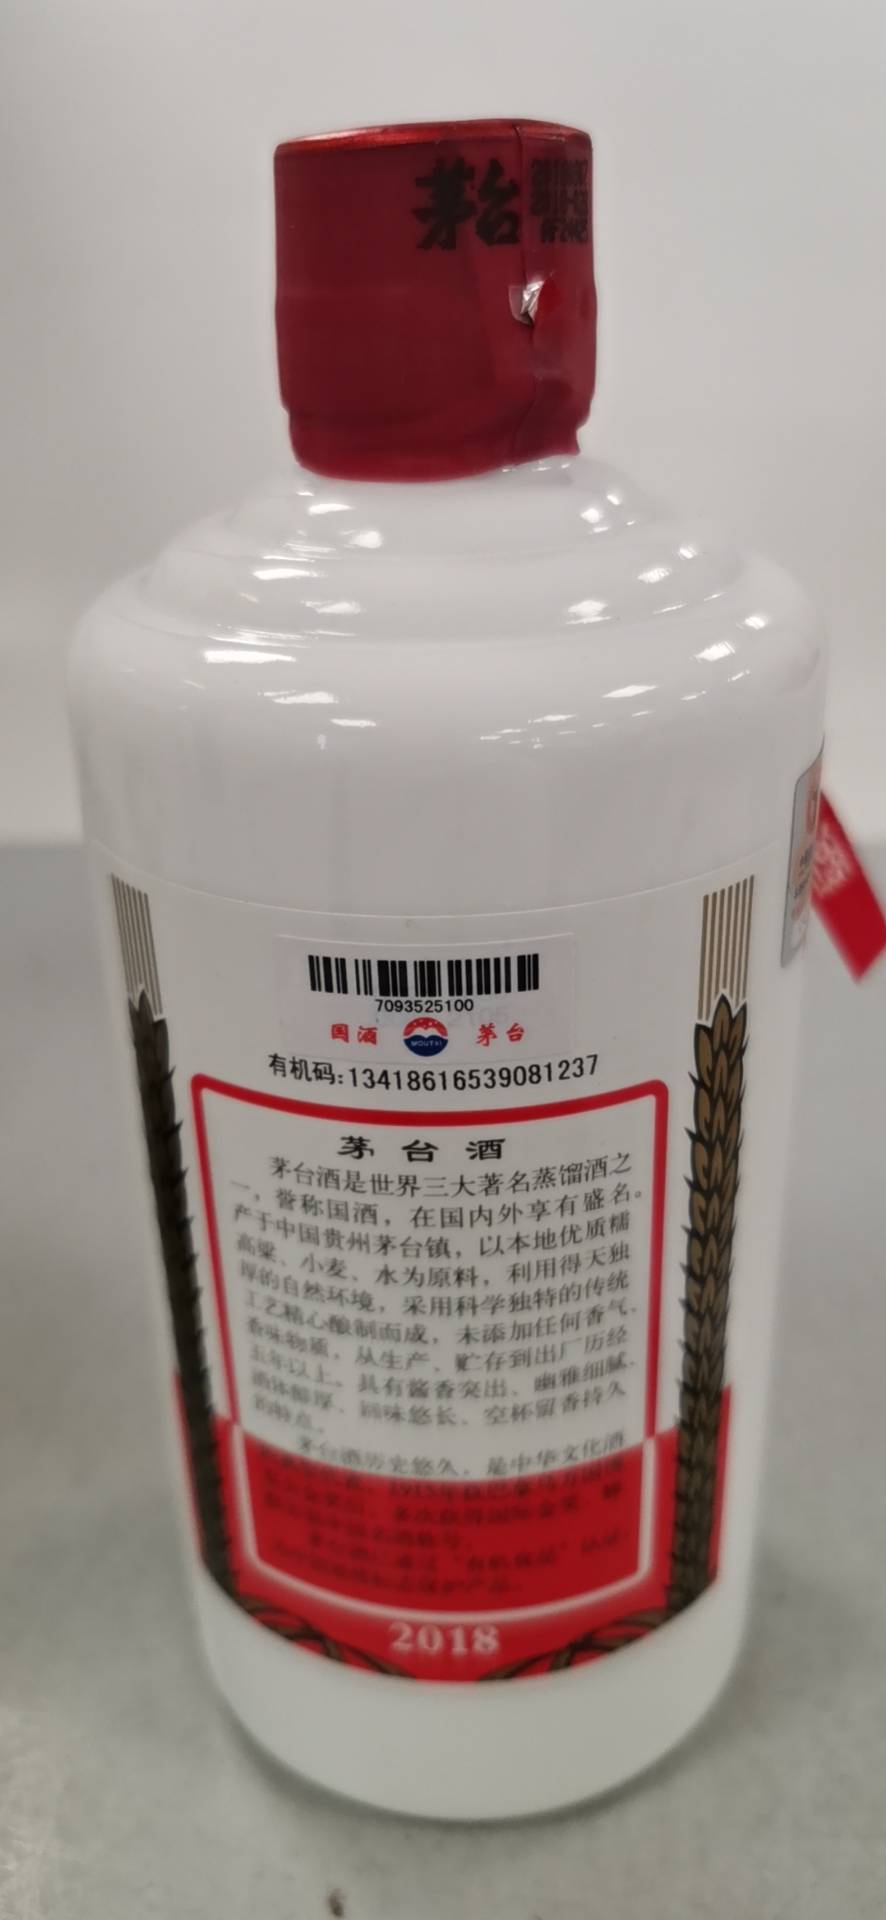 茅台
7093525100
国酒 MOUTAI 茅台
有机码:13418616539081237
茅台酒
茅台酒是世界三大著名蒸馏酒之
一，誉称国酒，在国内外享有盛名。
产于中国贵州茅台镇，以本地优质糯
高粱、小麦、水为原料，利用得天独
厚的自然环境，采用科学独特的传统
工艺精心酿制而成，未添加任何香气、
香味物质，从生产、贮存到出厂历经
五年以上。具有酱香突出、幽雅细腻、
酒体醇厚、回味悠长、空杯留香持久
的特点。
茅台酒历史悠久，是中华文化酒
2018